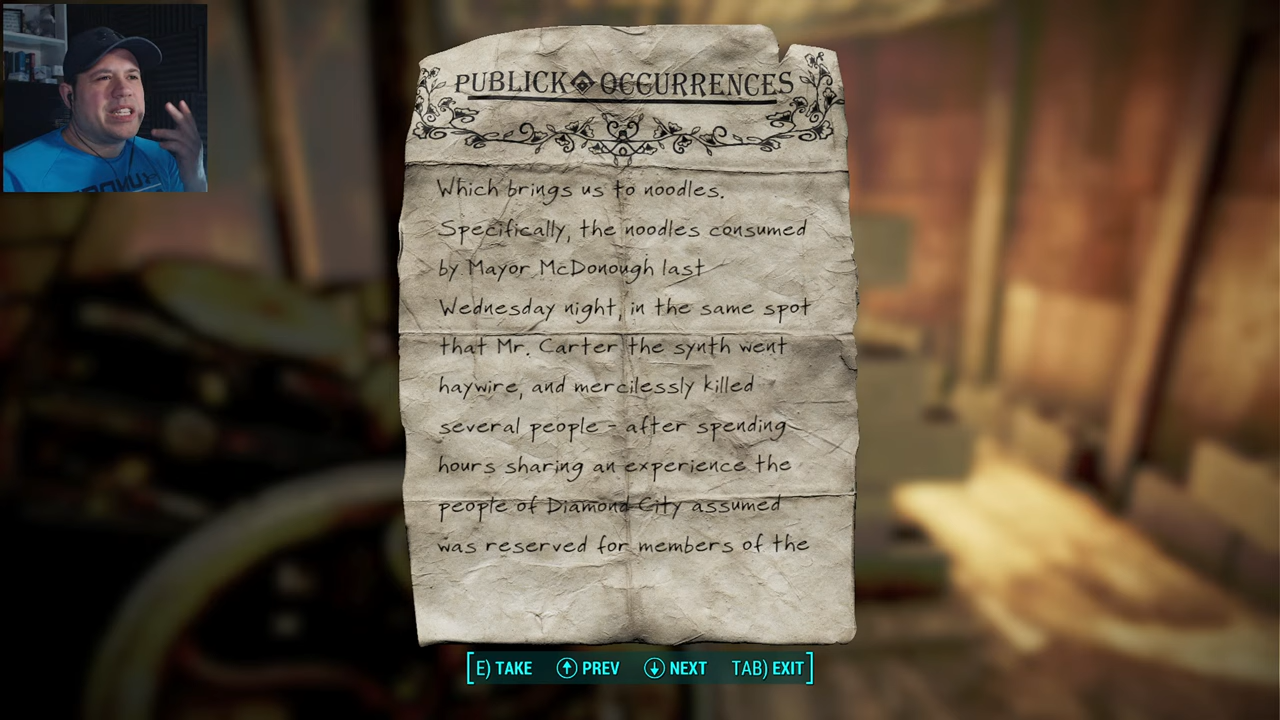 PUBLICK OCCURRENCES
Which brings us to noodles.
Specifically, the noodles consumed
by Mayor McDonough last
Wednesday night, in the same spot
that Mr. Carter the synth went
haywire, and mercilessly killed
several people - after spending
hours sharing an experience the
people of Diamond City assumed
was reserved for members of the
E) TAKE PREV NEXT TAB) EXIT